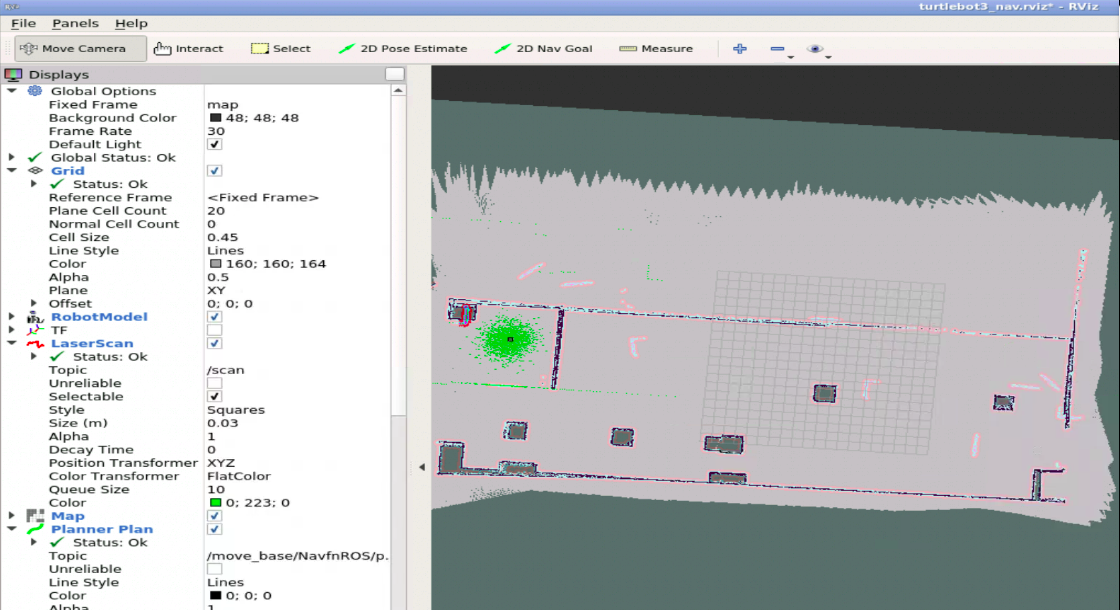 turtlebot3_nav.rviz* - RViz
File Panels Help
Move Camera Interact Select 2D Pose Estimate 2D Nav Goal Measure
Displays
Global Options
Fixed Frame map
Background Color 48; 48; 48
Frame Rate 30
Default Light
Global Status: Ok
Grid
Status: Ok
Reference Frame <Fixed Frame>
Plane Cell Count 20
Normal Cell Count 0
Cell Size 0.45
Line Style Lines
Color 160; 160; 164
Alpha 0.5
Plane XY
Offset 0; 0; 0
RobotModel
TF
LaserScan
Status: Ok
Topic /scan
Unreliable
Selectable
Style Squares
Size (m) 0.03
Alpha 1
Decay Time 0
Position Transformer XYZ
Color Transformer FlatColor
Queue Size 10
Color 0; 223; 0
Map
Planner Plan
Status: Ok
Topic /move_base/NavfnROS/p.
Unreliable
Line Style Lines
Color 0; 0; 0
Alpha 1